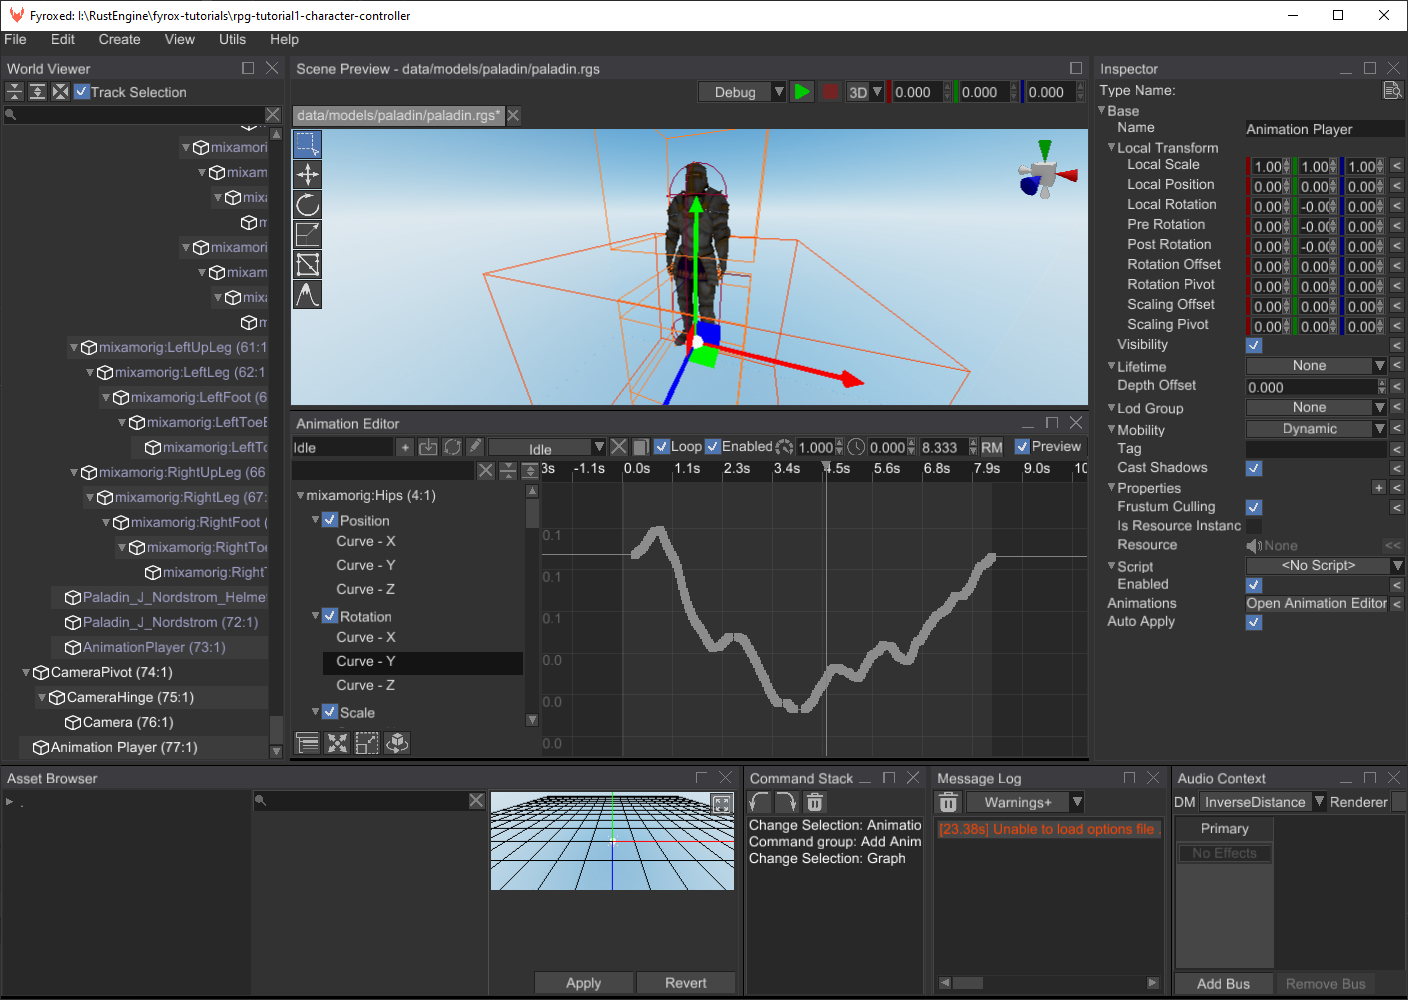 Fyroxed: I:\RustEngine\fyrox-tutorials\rpg-tutorial1-character-controller
File Edit Create View Utils Help
World Viewer
Track Selection
mixamori
mixam
mix
m
mixamori
mixam
mix
m
mixamorig:LeftUpLeg (61:1
mixamorig:LeftLeg (62:1
mixamorig:LeftFoot (6
mixamorig:LeftToeE
mixamorig:LeftTo
mixamorig:RightUpLeg (66
mixamorig:RightLeg (67:
mixamorig:RightFoot (
mixamorig:RightToe
mixamorig:Right
Paladin_J_Nordstrom_Helme
Paladin_J_Nordstrom (72:1)
AnimationPlayer (73:1)
CameraPivot (74:1)
CameraHinge (75:1)
Camera (76:1)
Animation Player (77:1)
Scene Preview - data/models/paladin/paladin.rgs
Debug 3D 0.000 0.000 0.000
data/models/paladin/paladin.rgs*
Animation Editor
Idle + Idle Loop Enabled 1.000 0.000 8.333 RM Preview
3s -1.1s 0.0s 1.1s 2.3s 3.4s 4.5s 5.6s 6.8s 7.9s 9.0s 10
mixamorig:Hips (4:1)
Position
Curve - X
Curve - Y
Curve - Z
Rotation
Curve - X
Curve - Y
Curve - Z
Scale
0.1
0.1
0.1
0.0
0.0
0.0
Inspector
Type Name:
Base
Name Animation Player
Local Transform
Local Scale 1.00 1.00 1.00 <
Local Position 0.00 0.00 0.00 <
Local Rotation 0.00 -0.00 0.00 <
Pre Rotation 0.00 -0.00 0.00 <
Post Rotation 0.00 -0.00 0.00 <
Rotation Offset 0.00 0.00 0.00 <
Rotation Pivot 0.00 0.00 0.00 <
Scaling Offset 0.00 0.00 0.00 <
Scaling Pivot 0.00 0.00 0.00 <
Visibility <
Lifetime None <
Depth Offset 0.000 <
Lod Group None <
Mobility Dynamic <
Tag <
Cast Shadows <
Properties + <
Frustum Culling <
Is Resource Instanc
Resource None <<
Script <No Script>
Enabled <
Animations Open Animation Editor <
Auto Apply
Asset Browser
.
Apply Revert
Command Stack
Change Selection: Animatio
Command group: Add Anim
Change Selection: Graph
Message Log
Warnings+
[23.38s] Unable to load options file
Audio Context
DM InverseDistance Renderer
Primary
No Effects
Add Bus Remove Bus